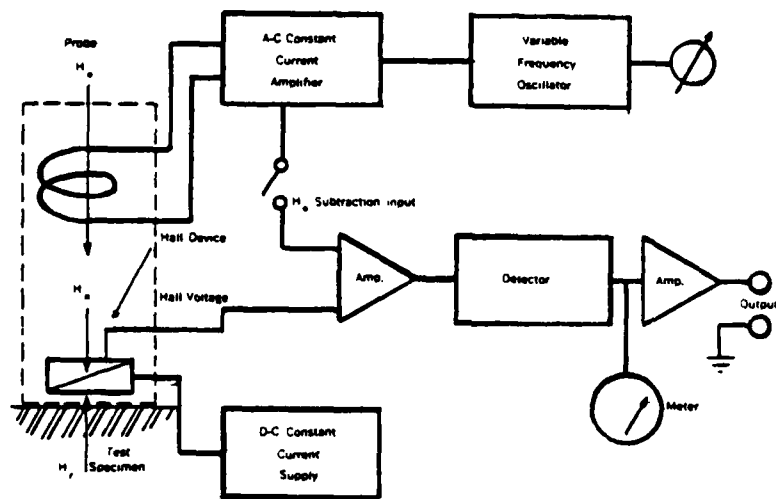 Probe
H
A-C Constant
Current
Amplifier
Variable
Frequency
Oscillator
H Subtraction Input
Hall Device
H
Hall Voltage
Amp.
Detector
Amp.
Output
Meter
Test
Specimen
H r
D-C Constant
Current
Supply